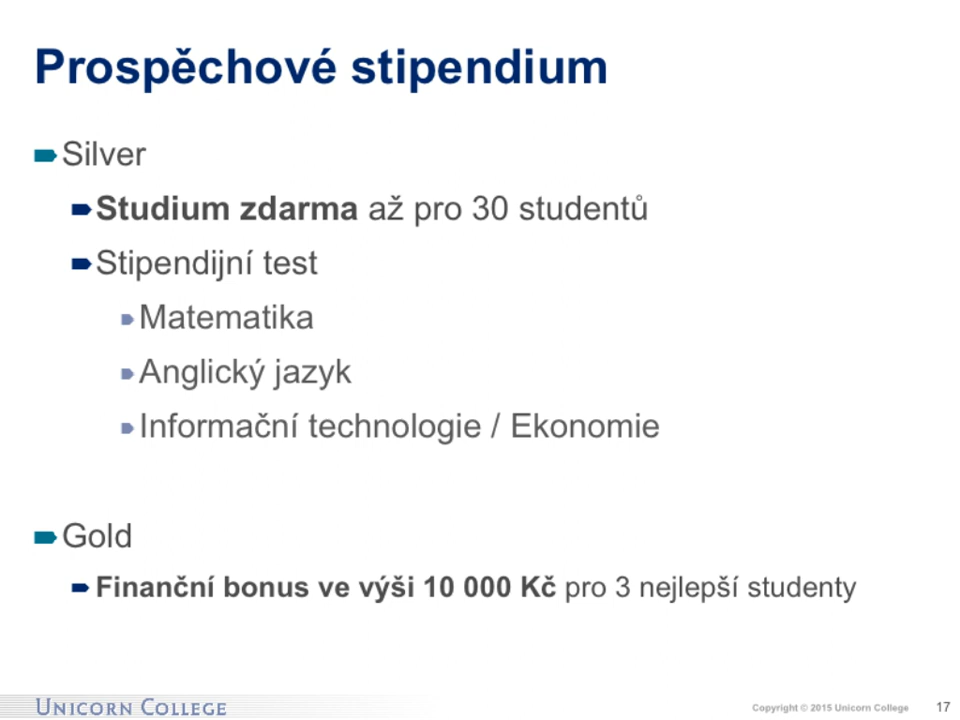 Prospěchové stipendium
Silver
Studium zdarma až pro 30 studentů
Stipendijní test
Matematika
Anglický jazyk
Informační technologie / Ekonomie
Gold
Finanční bonus ve výši 10 000 Kč pro 3 nejlepší studenty
UNICORN COLLEGE
Copyright © 2015 Unicorn College 17